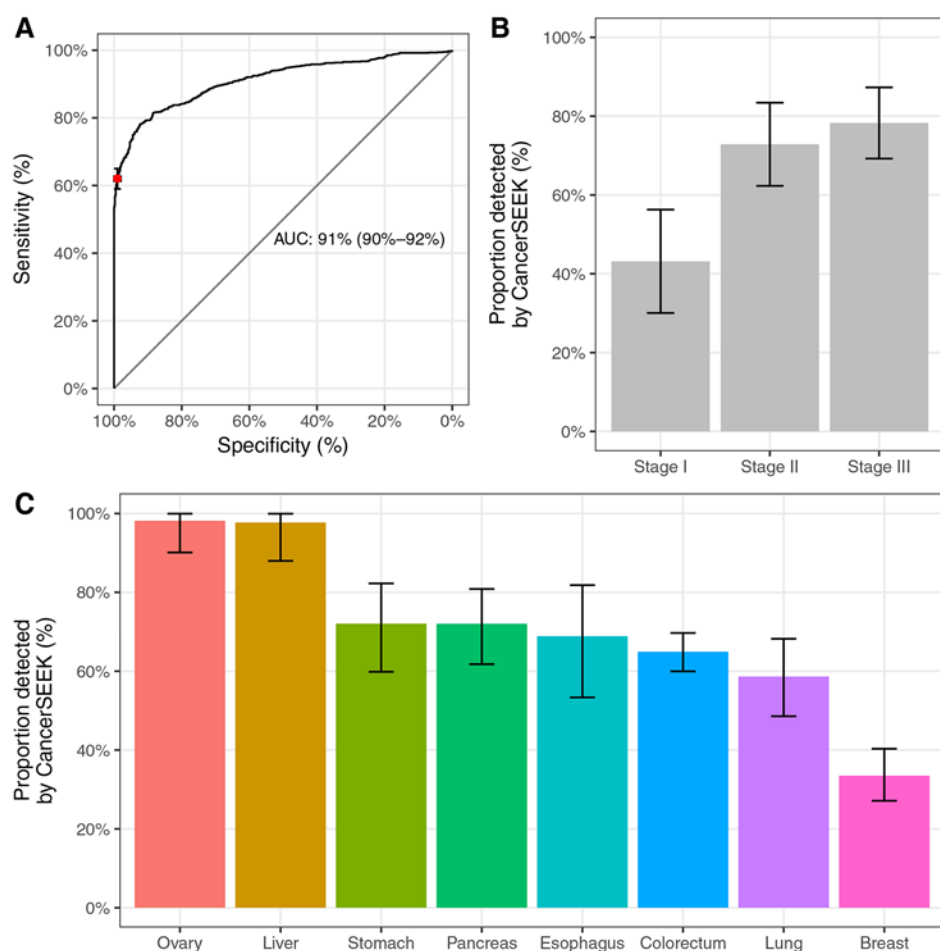 A
100%
80%
60%
40%
20%
0%
Sensitivity (%)
AUC: 91% (90%–92%)
100% 80% 60% 40% 20% 0%
Specificity (%)
B
100%
80%
60%
40%
20%
0%
Proportion detected
by CancerSEEK (%)
Stage I Stage II Stage III
C
100%
80%
60%
40%
20%
0%
Proportion detected
by CancerSEEK (%)
Ovary Liver Stomach Pancreas Esophagus Colorectum Lung Breast